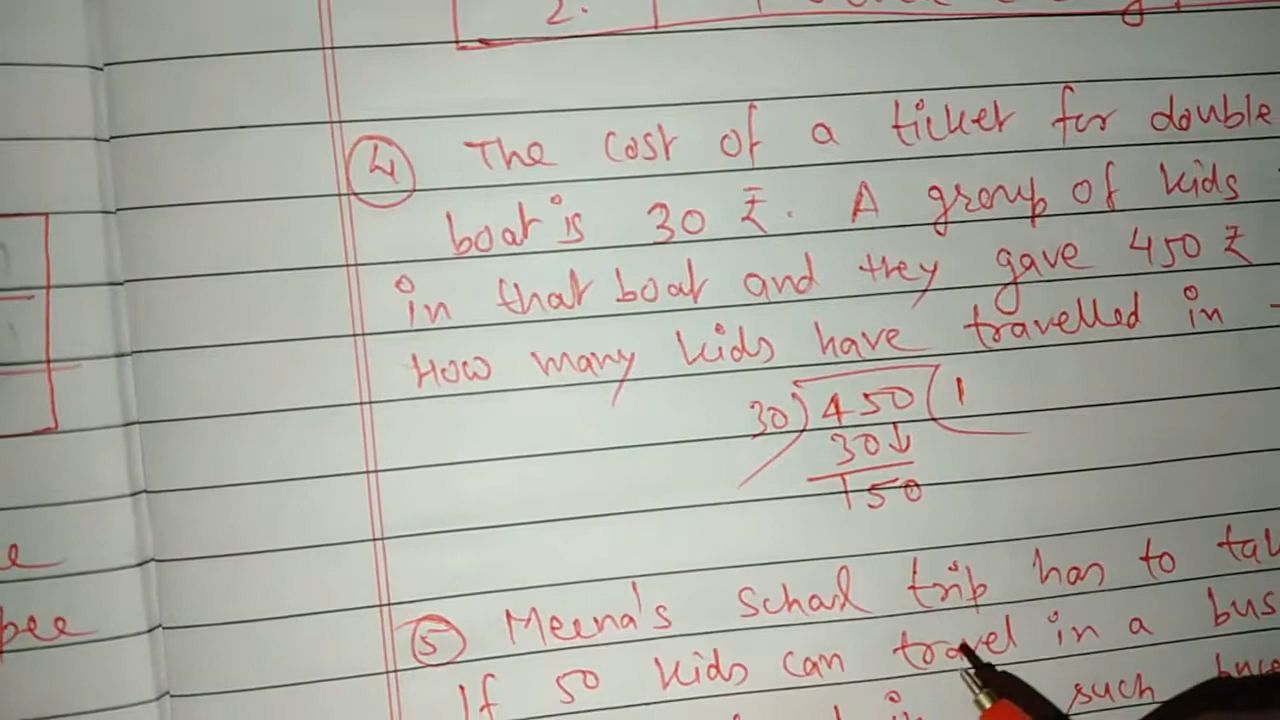 2.
④ The cost of a ticket for double
boat is 30 ₹. A group of kids
in that boat and they gave 450 ₹
How many kids have travelled in
30) 450 ( 1
30↓
150
⑤ Meena's School trip has to
If 50 kids can travel in a bus
such
e
pee